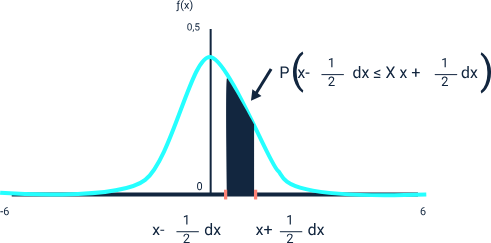 f(x)
0,5
P(x- 1/2 dx ≤ X x + 1/2 dx)
0
-6
6
x- 1/2 dx
x+ 1/2 dx